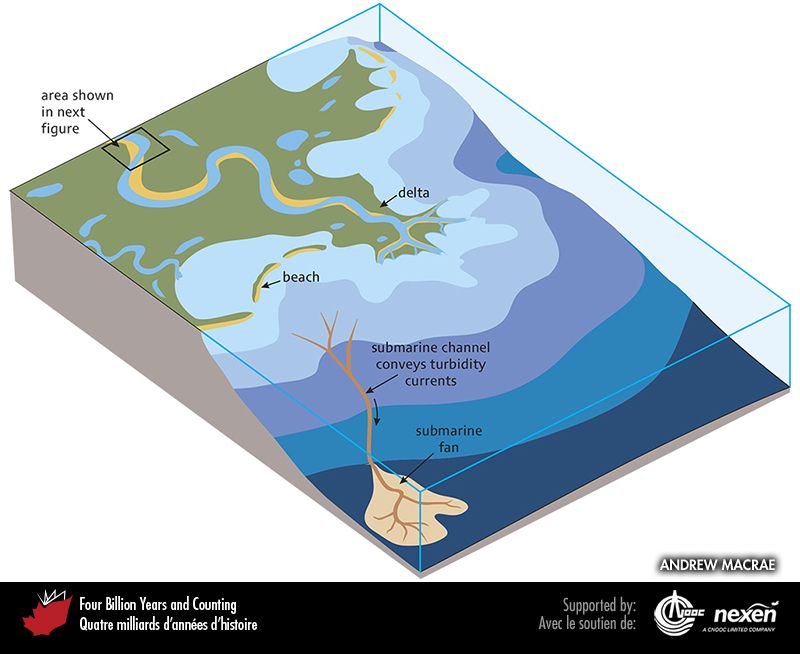 area shown
in next
figure
delta
beach
submarine channel
conveys turbidity
currents
submarine
fan
ANDREW MACRAE
Four Billion Years and Counting
Quatre milliards d'années d'histoire
Supported by:
Avec le soutien de:
CNOOC
nexen
A CNOOC LIMITED COMPANY